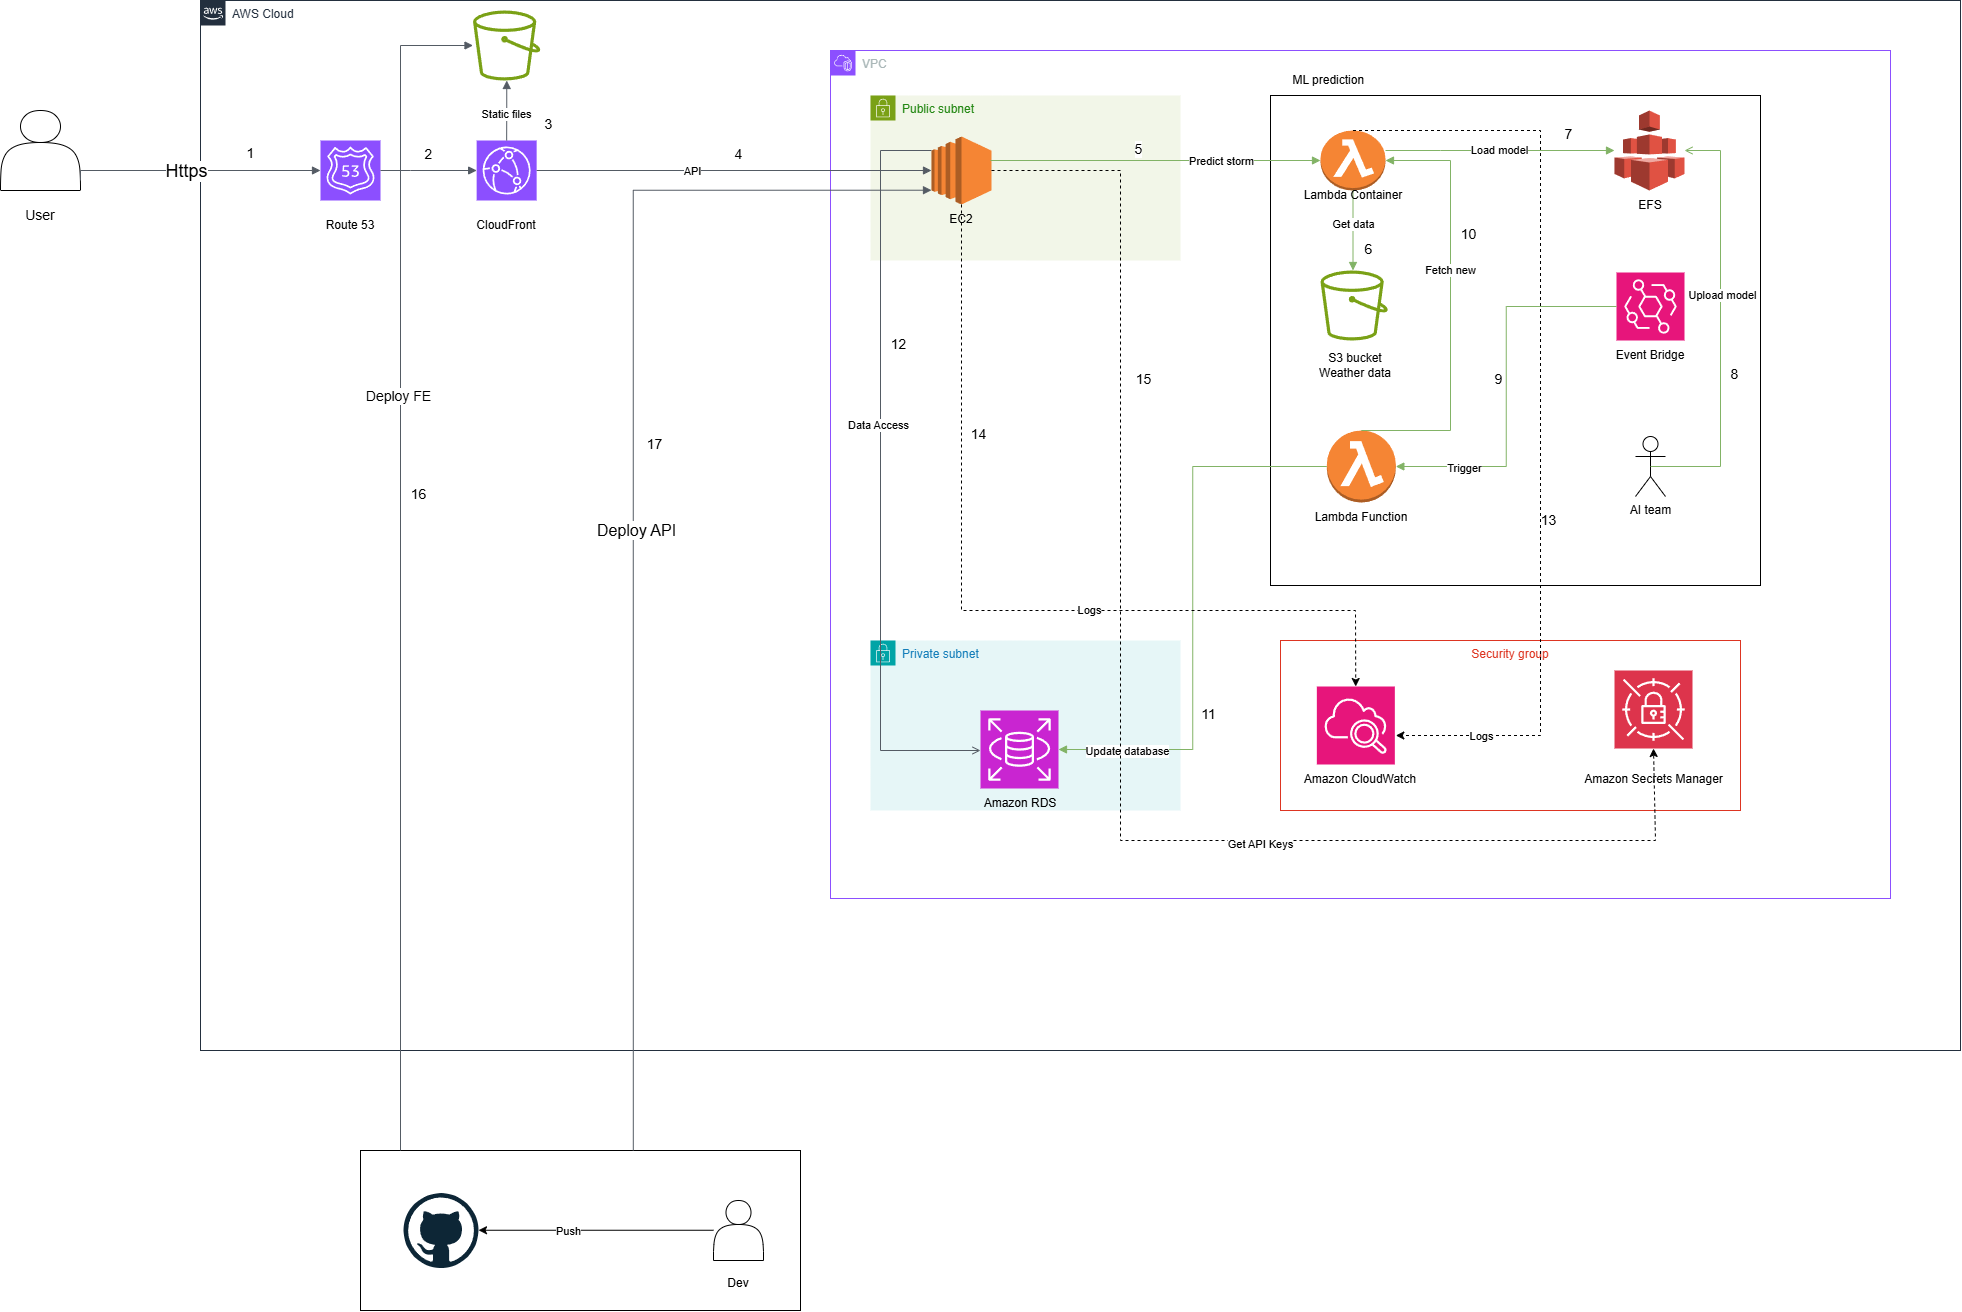 aws
AWS Cloud
VPC
ML prediction
Public subnet
Static files
3
User
Https
1
53
Route 53
2
CloudFront
4
API
EC2
5
Predict storm
Lambda Container
7
Load model
EFS
Get data
6
10
Fetch new
S3 bucket
Weather data
Upload model
Event Bridge
8
9
12
15
Deploy FE
Data Access
14
17
16
Trigger
Lambda Function
AI team
13
Deploy API
Logs
Private subnet
Security group
11
Update database
Logs
Amazon RDS
Amazon CloudWatch
Amazon Secrets Manager
Get API Keys
Push
Dev